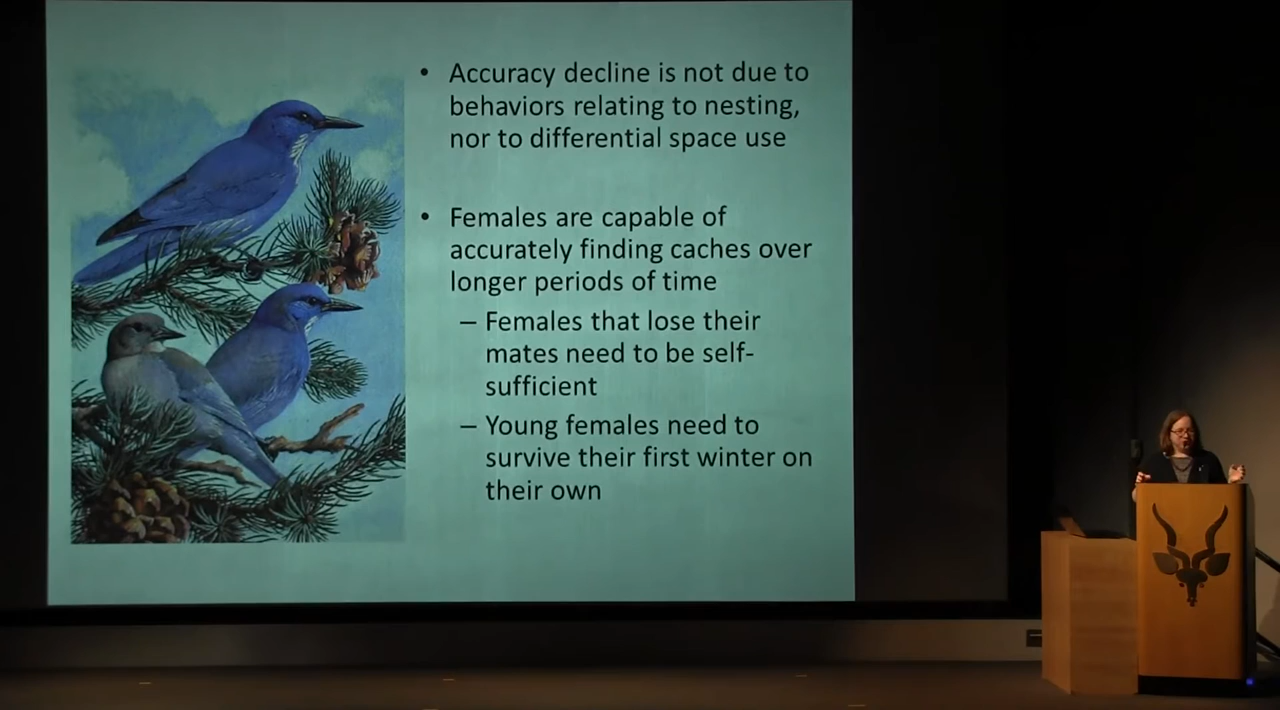 • Accuracy decline is not due to
behaviors relating to nesting,
nor to differential space use
• Females are capable of
accurately finding caches over
longer periods of time
– Females that lose their
mates need to be self-
sufficient
– Young females need to
survive their first winter on
their own